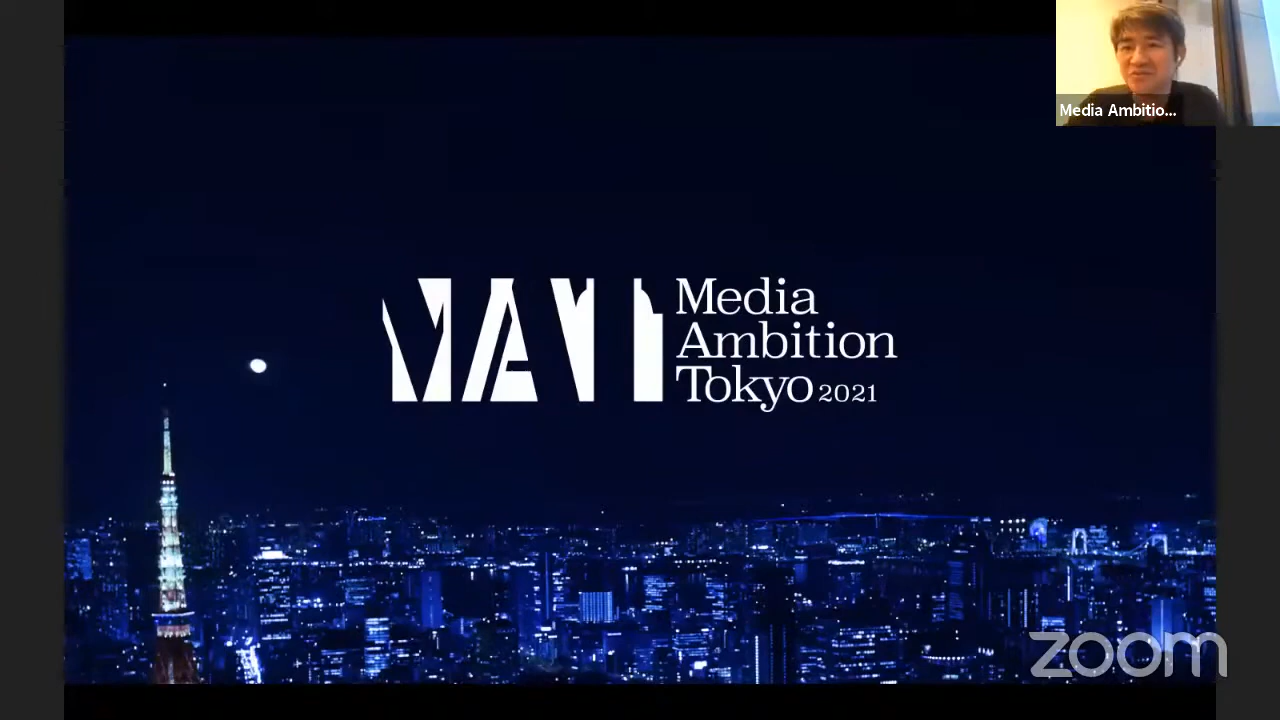 Media Ambitio...
MAT
Media
Ambition
Tokyo 2021
zoom